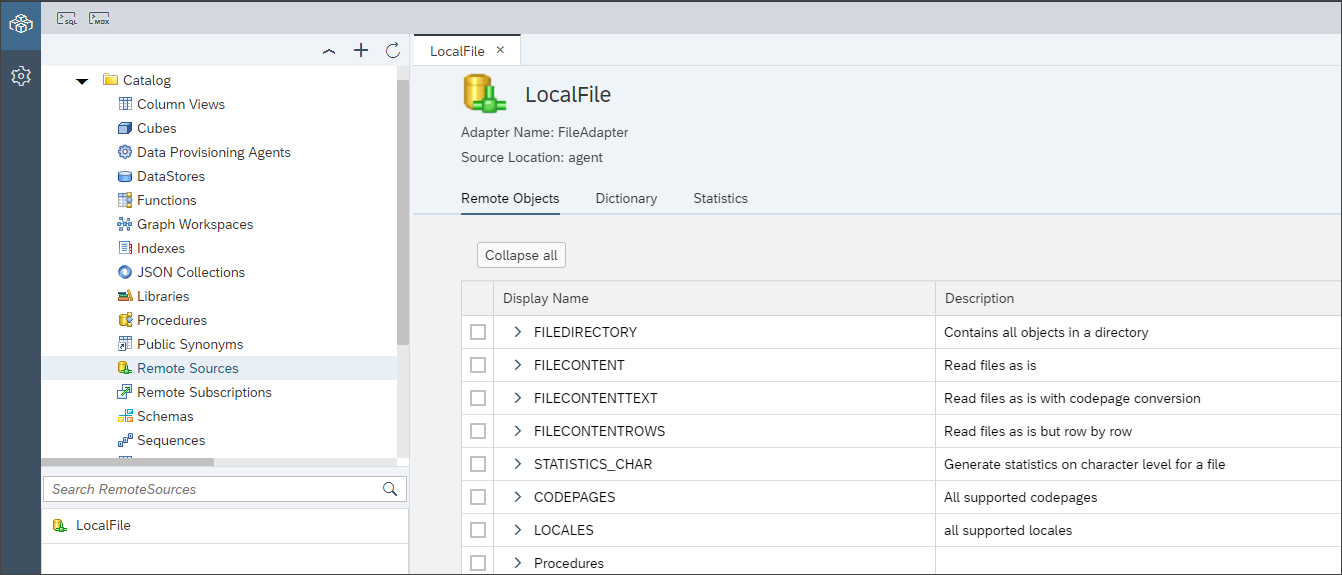 SQL MDX
Catalog
Column Views
Cubes
Data Provisioning Agents
DataStores
Functions
Graph Workspaces
Indexes
JSON Collections
Libraries
Procedures
Public Synonyms
Remote Sources
Remote Subscriptions
Schemas
Sequences
Search RemoteSources
LocalFile
LocalFile ×
LocalFile
Adapter Name: FileAdapter
Source Location: agent
Remote Objects Dictionary Statistics
Collapse all
Display Name Description
FILEDIRECTORY Contains all objects in a directory
FILECONTENT Read files as is
FILECONTENTTEXT Read files as is with codepage conversion
FILECONTENTROWS Read files as is but row by row
STATISTICS_CHAR Generate statistics on character level for a file
CODEPAGES All supported codepages
LOCALES all supported locales
Procedures